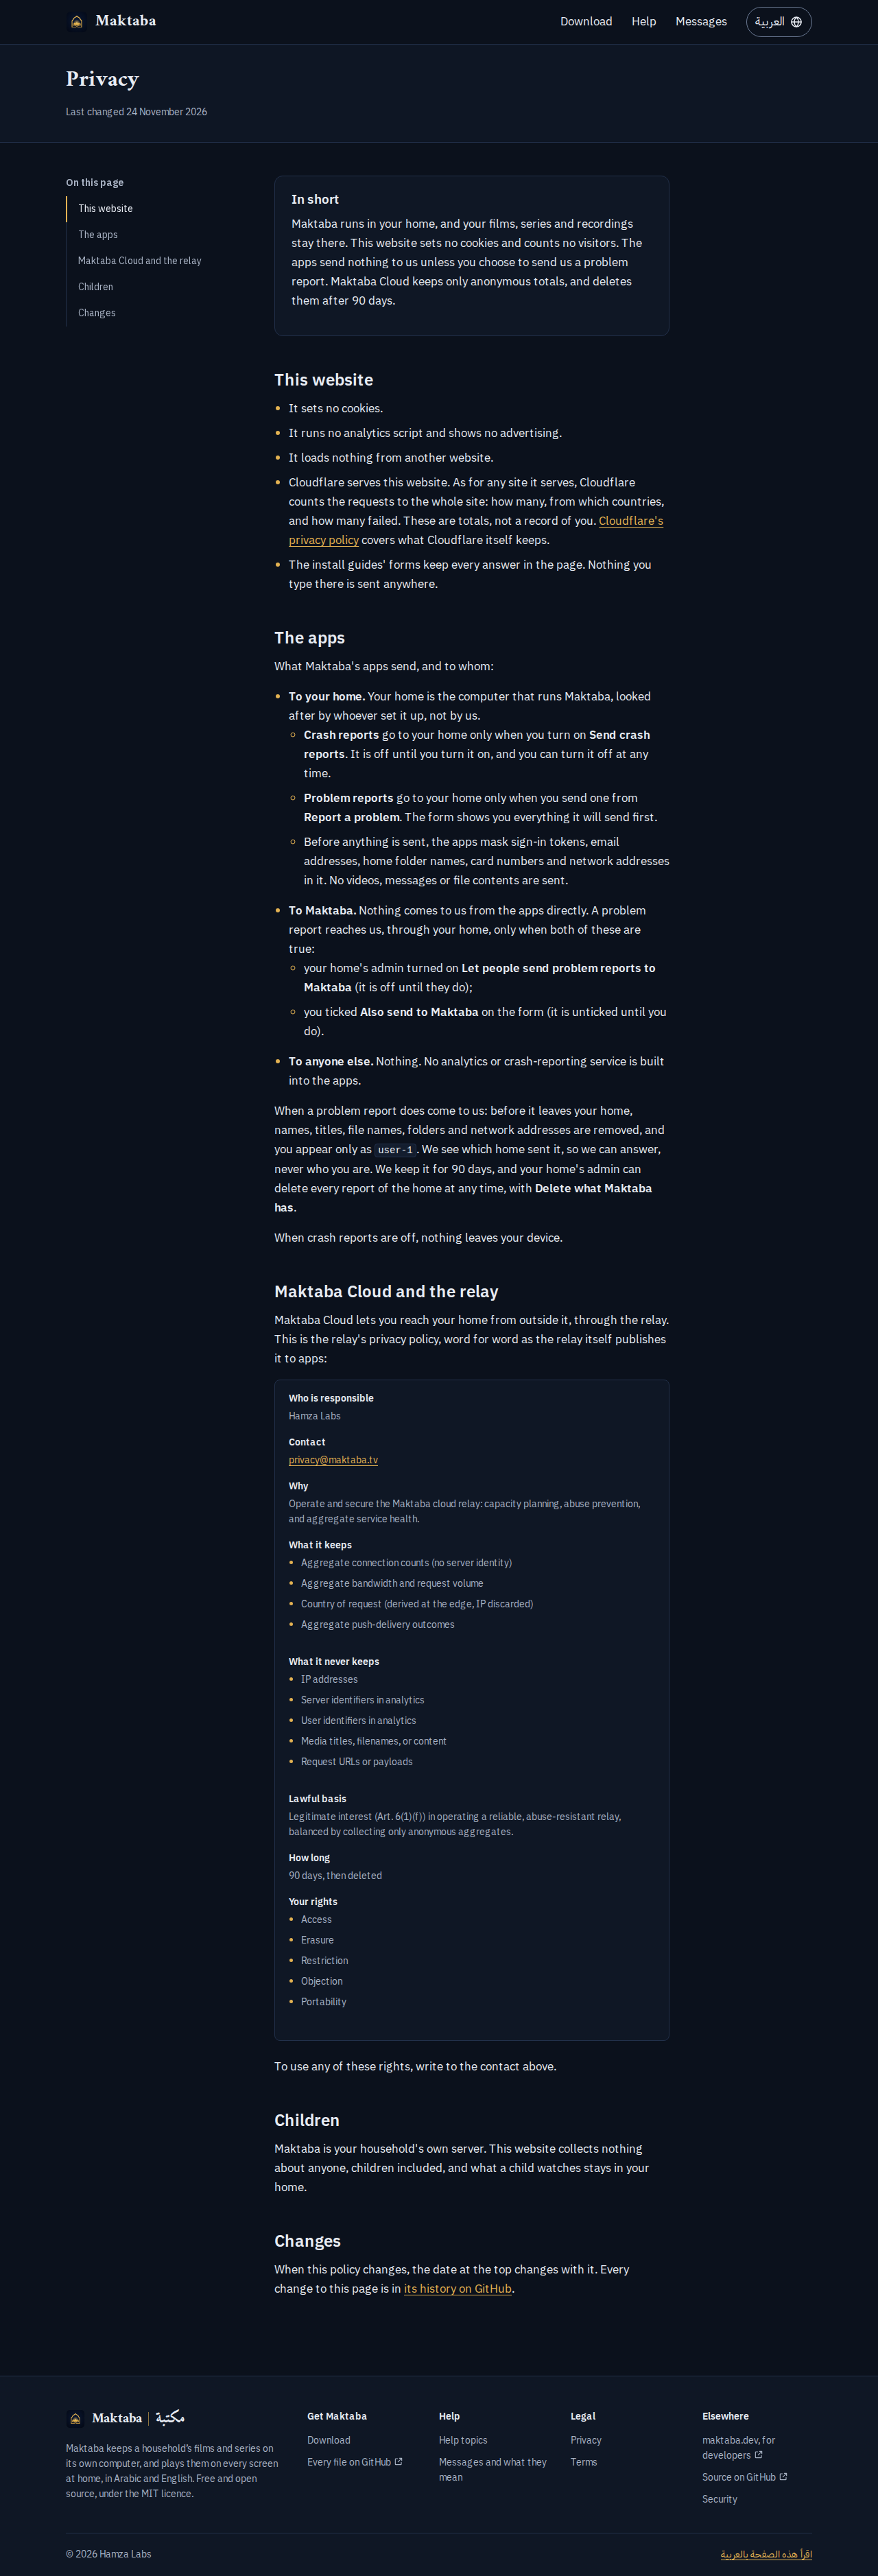 Maktaba
Download
Help
Messages
العربية
Privacy
Last changed 24 November 2026
On this page
This website
The apps
Maktaba Cloud and the relay
Children
Changes
In short
Maktaba runs in your home, and your films, series and recordings
stay there. This website sets no cookies and counts no visitors. The
apps send nothing to us unless you choose to send us a problem
report. Maktaba Cloud keeps only anonymous totals, and deletes
them after 90 days.
This website
It sets no cookies.
It runs no analytics script and shows no advertising.
It loads nothing from another website.
Cloudflare serves this website. As for any site it serves, Cloudflare
counts the requests to the whole site: how many, from which countries,
and how many failed. These are totals, not a record of you. Cloudflare's
privacy policy covers what Cloudflare itself keeps.
The install guides' forms keep every answer in the page. Nothing you
type there is sent anywhere.
The apps
What Maktaba's apps send, and to whom:
To your home. Your home is the computer that runs Maktaba, looked
after by whoever set it up, not by us.
Crash reports go to your home only when you turn on Send crash
reports. It is off until you turn it on, and you can turn it off at any
time.
Problem reports go to your home only when you send one from
Report a problem. The form shows you everything it will send first.
Before anything is sent, the apps mask sign-in tokens, email
addresses, home folder names, card numbers and network addresses
in it. No videos, messages or file contents are sent.
To Maktaba. Nothing comes to us from the apps directly. A problem
report reaches us, through your home, only when both of these are
true:
your home's admin turned on Let people send problem reports to
Maktaba (it is off until they do);
you ticked Also send to Maktaba on the form (it is unticked until you
do).
To anyone else. Nothing. No analytics or crash-reporting service is built
into the apps.
When a problem report does come to us: before it leaves your home,
names, titles, file names, folders and network addresses are removed, and
you appear only as user-1. We see which home sent it, so we can answer,
never who you are. We keep it for 90 days, and your home's admin can
delete every report of the home at any time, with Delete what Maktaba
has.
When crash reports are off, nothing leaves your device.
Maktaba Cloud and the relay
Maktaba Cloud lets you reach your home from outside it, through the relay.
This is the relay's privacy policy, word for word as the relay itself publishes
it to apps:
Who is responsible
Hamza Labs
Contact
privacy@maktaba.tv
Why
Operate and secure the Maktaba cloud relay: capacity planning, abuse prevention,
and aggregate service health.
What it keeps
Aggregate connection counts (no server identity)
Aggregate bandwidth and request volume
Country of request (derived at the edge, IP discarded)
Aggregate push-delivery outcomes
What it never keeps
IP addresses
Server identifiers in analytics
User identifiers in analytics
Media titles, filenames, or content
Request URLs or payloads
Lawful basis
Legitimate interest (Art. 6(1)(f)) in operating a reliable, abuse-resistant relay,
balanced by collecting only anonymous aggregates.
How long
90 days, then deleted
Your rights
Access
Erasure
Restriction
Objection
Portability
To use any of these rights, write to the contact above.
Children
Maktaba is your household's own server. This website collects nothing
about anyone, children included, and what a child watches stays in your
home.
Changes
When this policy changes, the date at the top changes with it. Every
change to this page is in its history on GitHub.
Maktaba | مكتبة
Maktaba keeps a household's films and series on
its own computer, and plays them on every screen
at home, in Arabic and English. Free and open
source, under the MIT licence.
Get Maktaba
Download
Every file on GitHub
Help
Help topics
Messages and what they
mean
Legal
Privacy
Terms
Elsewhere
maktaba.dev, for
developers
Source on GitHub
Security
© 2026 Hamza Labs
اقرأ هذه الصفحة بالعربية